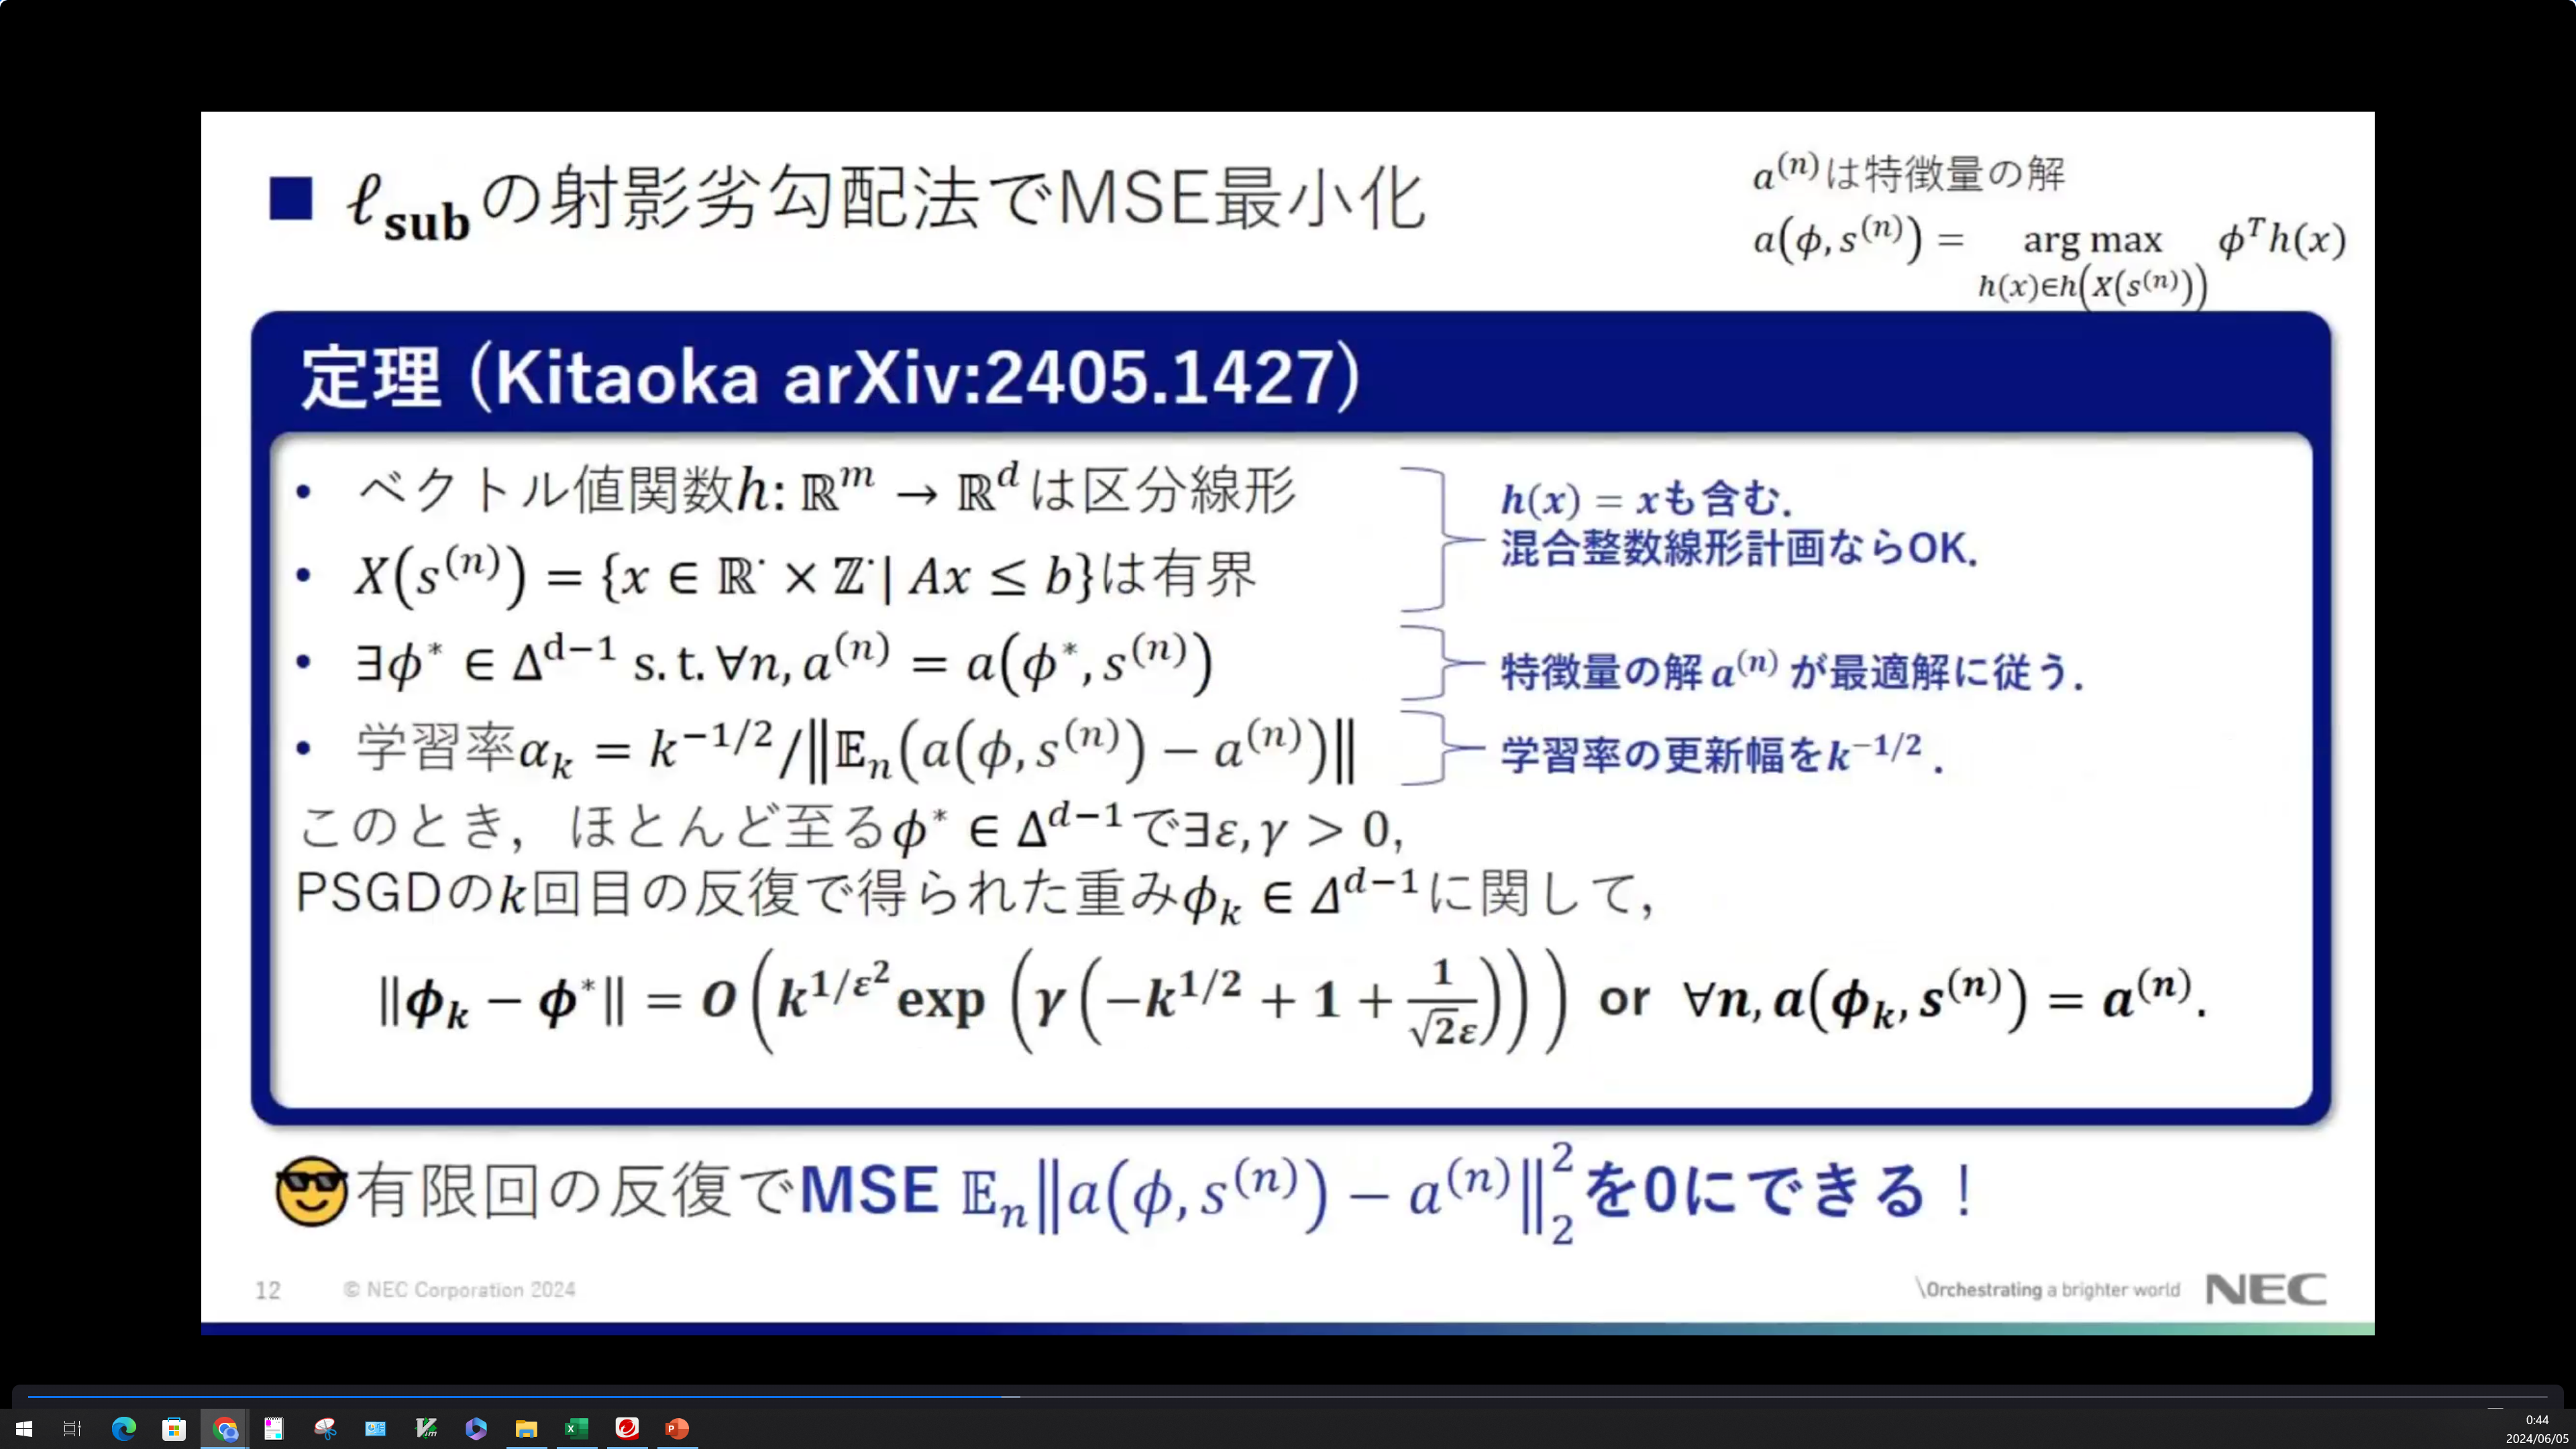 ■ ℓ_sub の射影劣勾配法でMSE最小化
a^(n)は特徴量の解
a(ϕ, s^(n)) = arg max_{h(x)∈h(X(s^(n)))} ϕ^T h(x)
定理 (Kitaoka arXiv:2405.1427)
• ベクトル値関数h: ℝ^m → ℝ^dは区分線形
• X(s^(n)) = {x ∈ ℝ^· × ℤ^· | Ax ≤ b}は有界
h(x) = xも含む.
混合整数線形計画ならOK.
• ∃ϕ* ∈ Δ^{d−1} s.t. ∀n, a^(n) = a(ϕ*, s^(n))
特徴量の解 a^(n) が最適解に従う.
• 学習率α_k = k^{−1/2}/‖𝔼_n(a(ϕ, s^(n)) − a^(n))‖
学習率の更新幅をk^{−1/2}.
このとき, ほとんど至るϕ* ∈ Δ^{d−1}で∃ε, γ > 0,
PSGDのk回目の反復で得られた重みϕ_k ∈ Δ^{d−1}に関して,
‖ϕ_k − ϕ*‖ = O(k^{1/ε^2} exp(γ(−k^{1/2} + 1 + 1/(√2ε)))) or ∀n, a(ϕ_k, s^(n)) = a^(n).
😎有限回の反復でMSE 𝔼_n‖a(ϕ, s^(n)) − a^(n)‖_2^2を0にできる!
12 © NEC Corporation 2024
\Orchestrating a brighter world NEC
0:44
2024/06/05